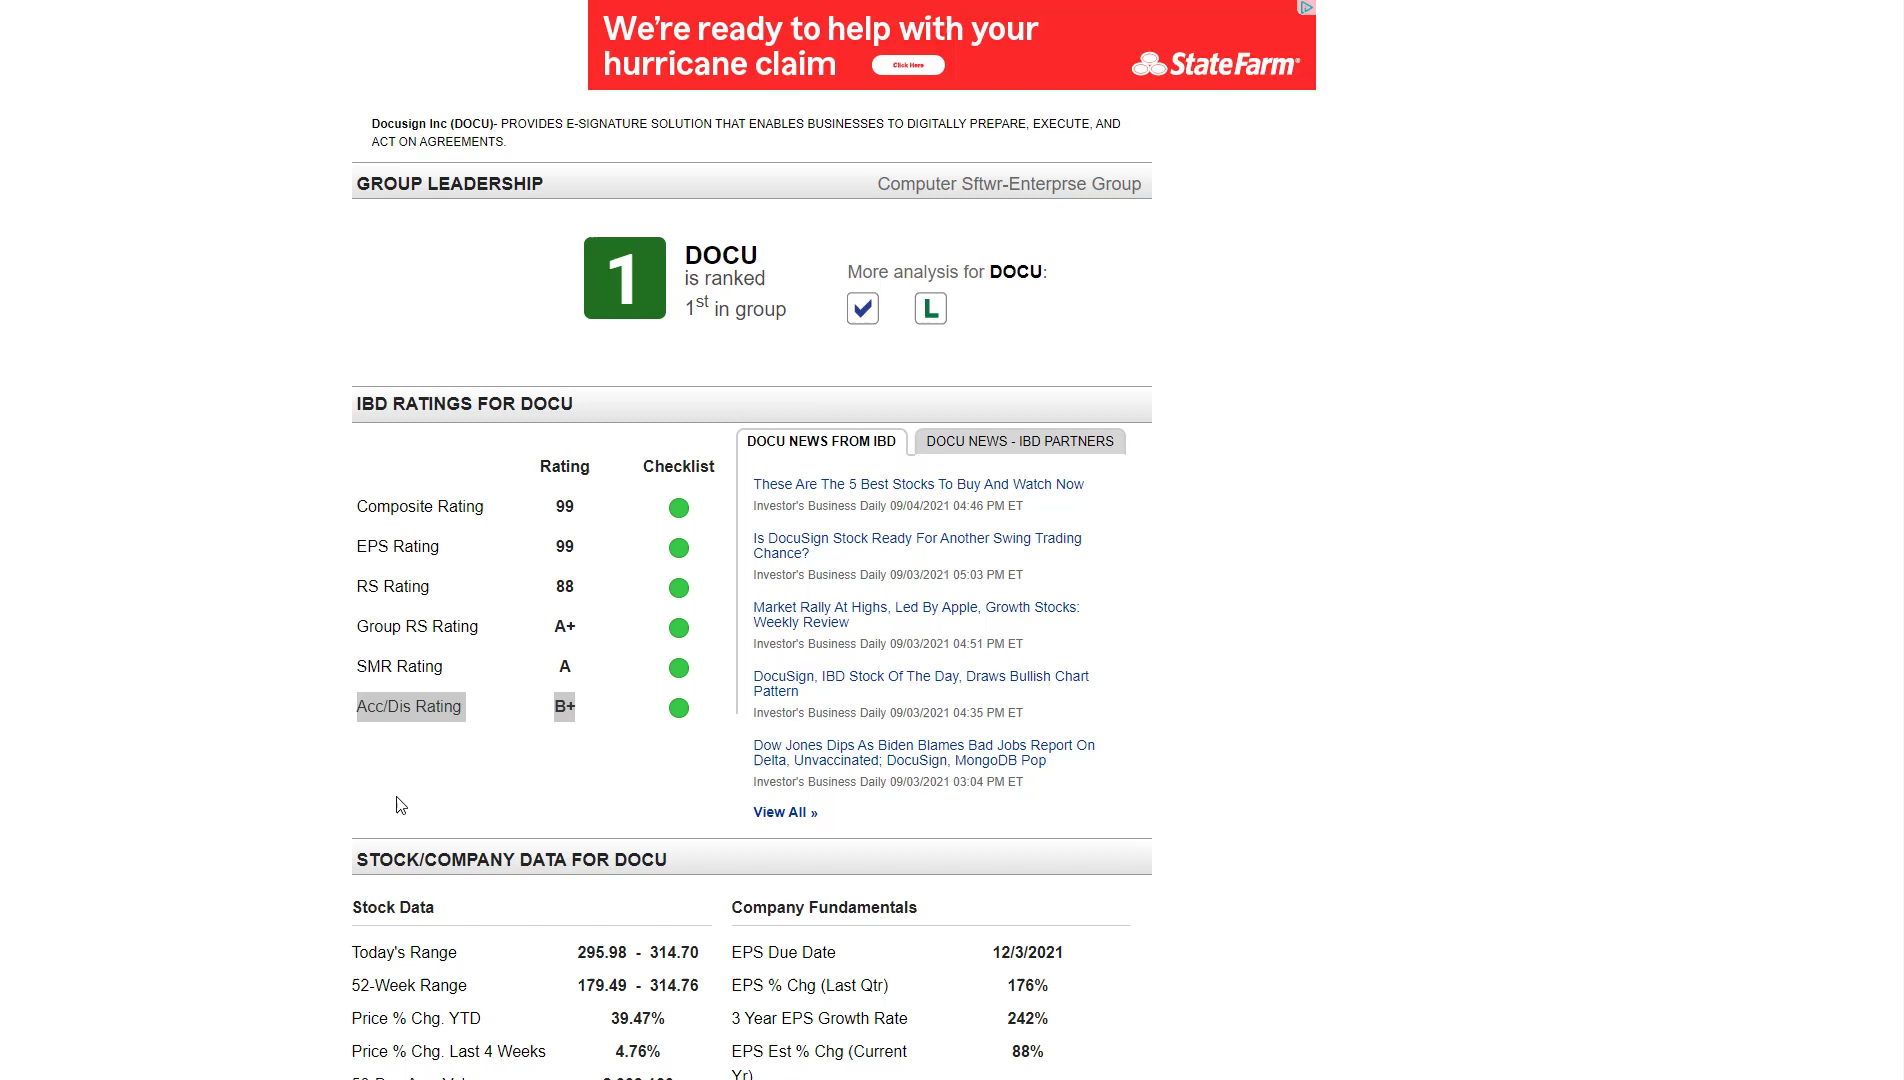 We're ready to help with your
hurricane claim
Click Here
StateFarm®
Docusign Inc (DOCU)- PROVIDES E-SIGNATURE SOLUTION THAT ENABLES BUSINESSES TO DIGITALLY PREPARE, EXECUTE, AND
ACT ON AGREEMENTS.
GROUP LEADERSHIP
Computer Sftwr-Enterprse Group
1
DOCU
is ranked
1st in group
More analysis for DOCU:
L
IBD RATINGS FOR DOCU
Rating Checklist
Composite Rating 99
EPS Rating 99
RS Rating 88
Group RS Rating A+
SMR Rating A
Acc/Dis Rating B+
DOCU NEWS FROM IBD
DOCU NEWS - IBD PARTNERS
These Are The 5 Best Stocks To Buy And Watch Now
Investor's Business Daily 09/04/2021 04:46 PM ET
Is DocuSign Stock Ready For Another Swing Trading
Chance?
Investor's Business Daily 09/03/2021 05:03 PM ET
Market Rally At Highs, Led By Apple, Growth Stocks:
Weekly Review
Investor's Business Daily 09/03/2021 04:51 PM ET
DocuSign, IBD Stock Of The Day, Draws Bullish Chart
Pattern
Investor's Business Daily 09/03/2021 04:35 PM ET
Dow Jones Dips As Biden Blames Bad Jobs Report On
Delta, Unvaccinated; DocuSign, MongoDB Pop
Investor's Business Daily 09/03/2021 03:04 PM ET
View All »
STOCK/COMPANY DATA FOR DOCU
Stock Data
Today's Range 295.98 - 314.70
52-Week Range 179.49 - 314.76
Price % Chg. YTD 39.47%
Price % Chg. Last 4 Weeks 4.76%
Company Fundamentals
EPS Due Date 12/3/2021
EPS % Chg (Last Qtr) 176%
3 Year EPS Growth Rate 242%
EPS Est % Chg (Current 88%
Yr)